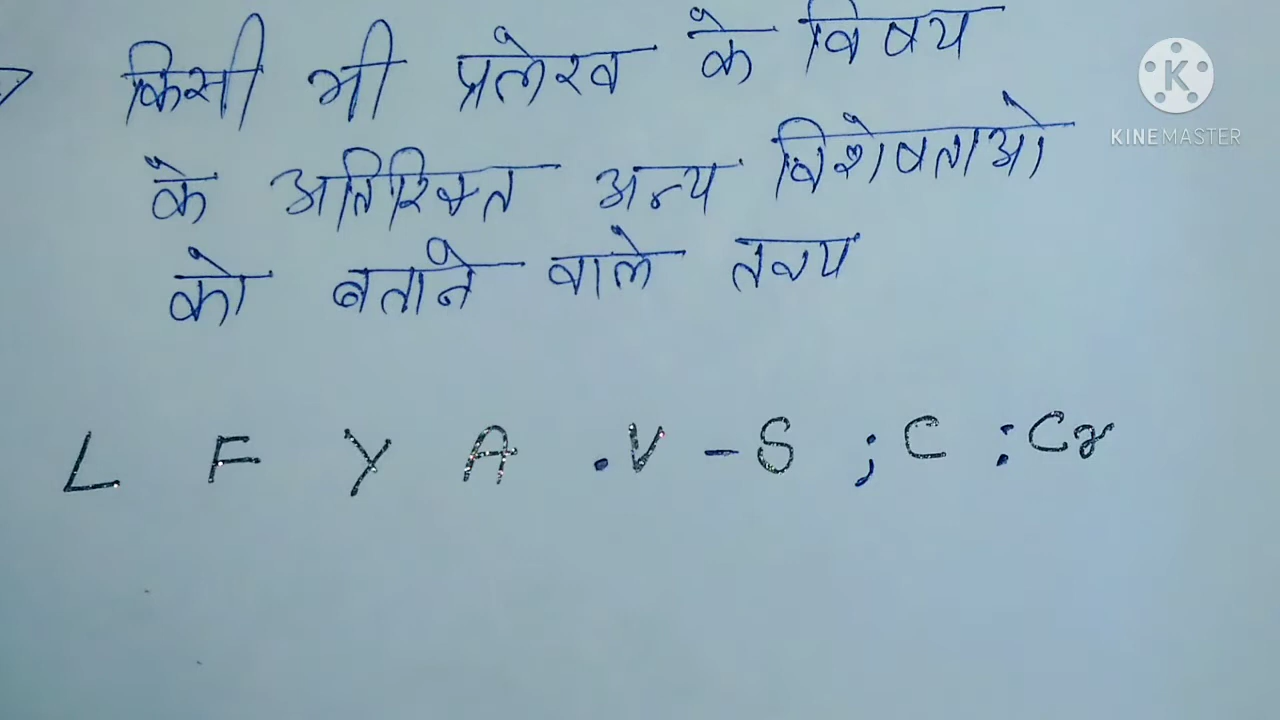 किसी भी प्रलेख के विषय
K
KINEMASTER
के अतिरिक्त अन्य विशेषताओ
को बताने वाले तथ्य
L F Y A .V - S ; C : Cr